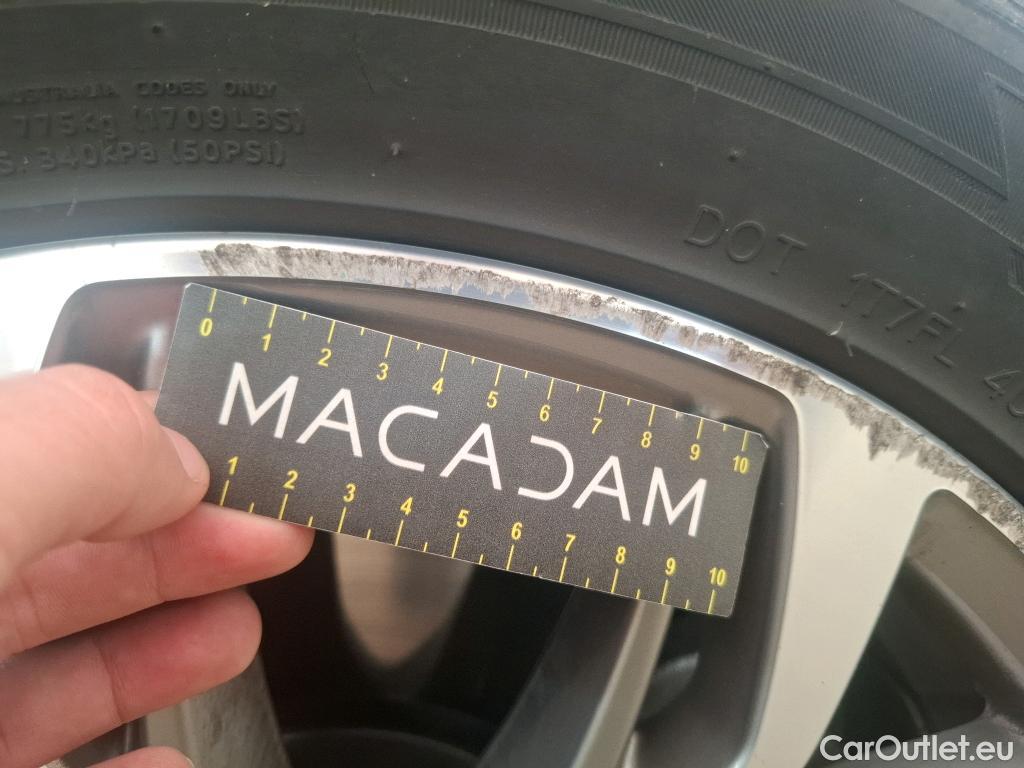 AUSTRALIA CODES ONLY
775kg (1709LBS)
340kPa (50PSI)
DOT 1T7FL
0 1 2 3 4 5 6 7 8 9 10
MACADAM
1 2 3 4 5 6 7 8 9 10
CarOutlet.eu